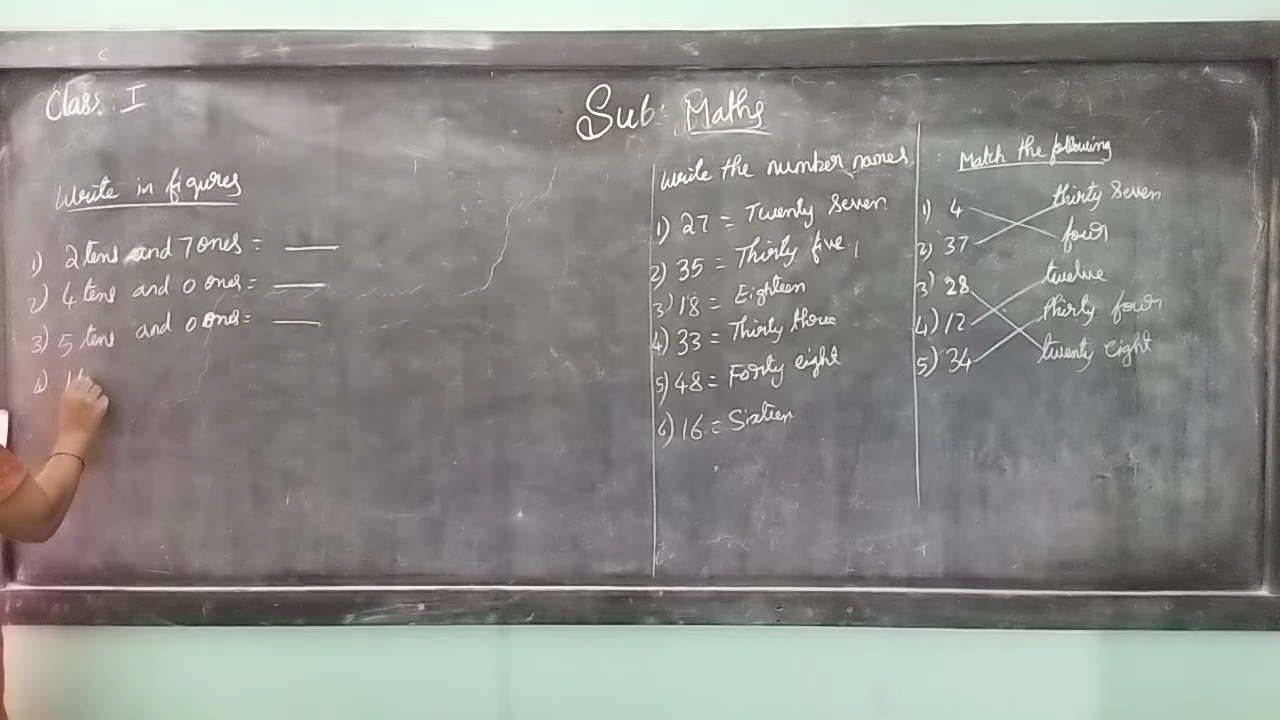 Class: I
Sub: Maths
Write in figures
1) 2 tens and 7 ones = ____
2) 4 tens and 0 ones = ____
3) 5 tens and 0 ones = ____
4)
Write the number names
1) 27 = Twenty Seven
2) 35 = Thirty five
3) 18 = Eighteen
4) 33 = Thirty three
5) 48 = Forty eight
6) 16 = Sixteen
Match the following
1) 4 thirty seven
2) 37 four
3) 28 twelve
4) 12 thirty four
5) 34 twenty eight